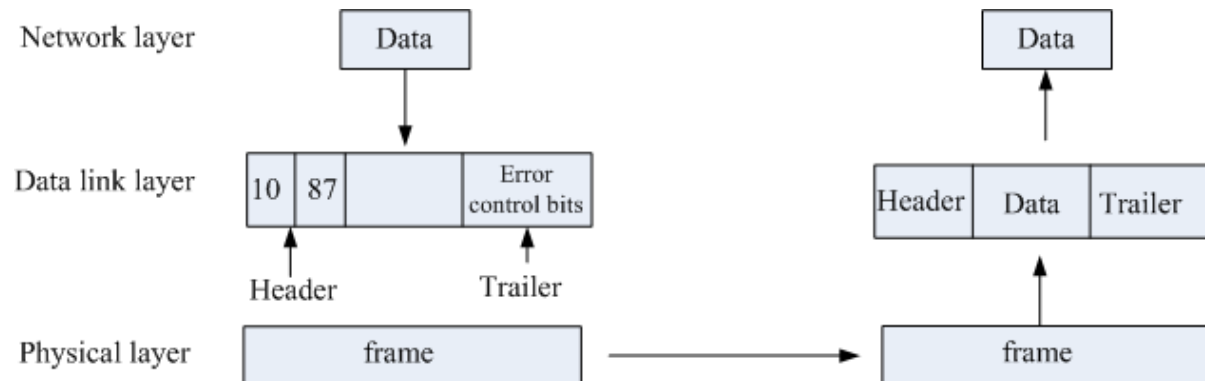 Network layer
Data
Data
Data link layer
10
87
Error
control bits
Header
Data
Trailer
Header
Trailer
Physical layer
frame
frame